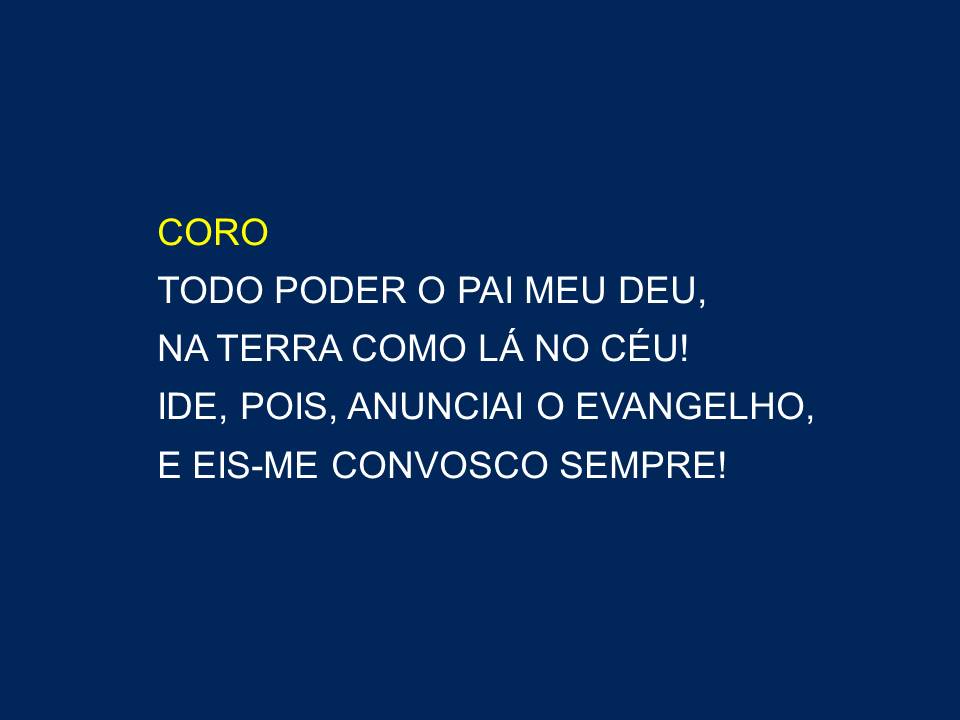 CORO
TODO PODER O PAI MEU DEU,
NA TERRA COMO LÁ NO CÉU!
IDE, POIS, ANUNCIAI O EVANGELHO,
E EIS-ME CONVOSCO SEMPRE!